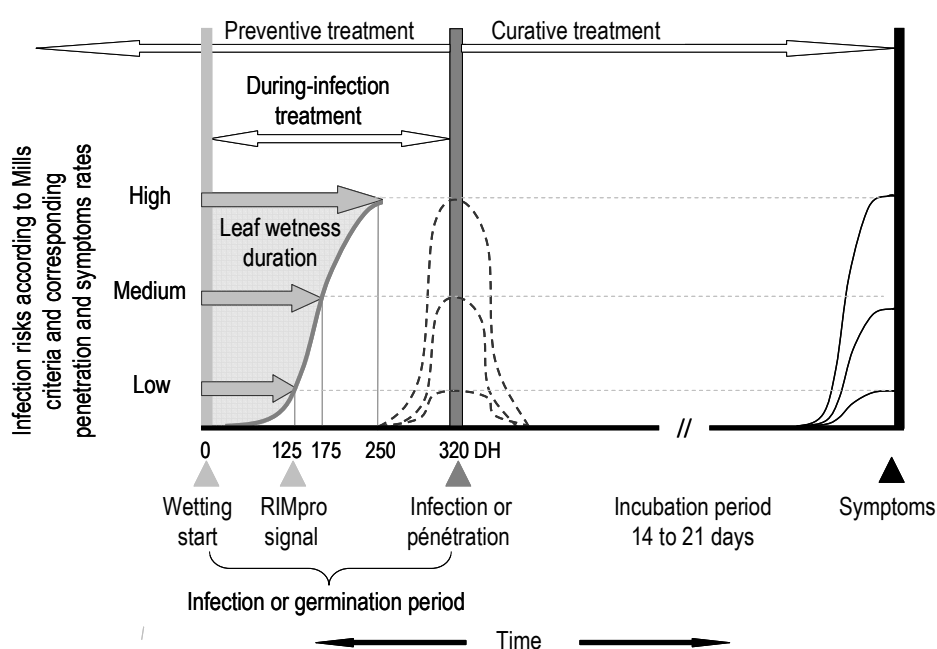 Preventive treatment
Curative treatment
During-infection
treatment
Infection risks according to Mills
criteria and corresponding
penetration and symptoms rates
High
Leaf wetness
duration
Medium
Low
0
125
175
250
320 DH
//
Wetting
start
RIMpro
signal
Infection or
pénétration
Incubation period
14 to 21 days
Symptoms
Infection or germination period
Time